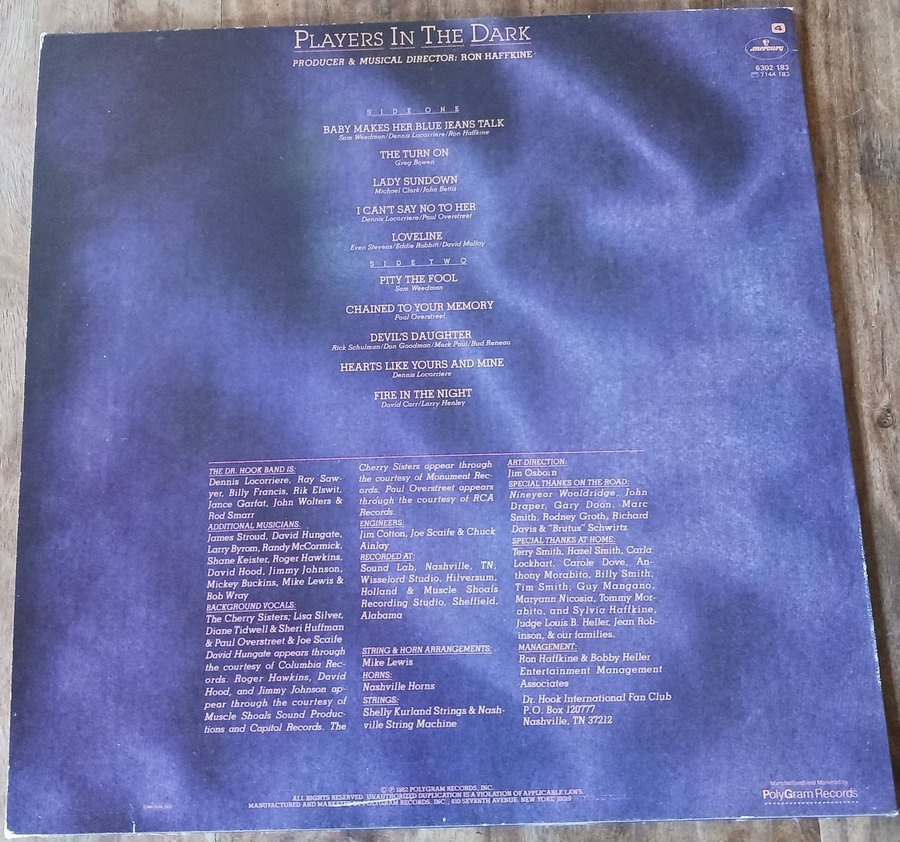 PLAYERS IN THE DARK
PRODUCER & MUSICAL DIRECTOR: RON HAFFKINE
4
mercury
6302 183
7144 183
SIDE ONE
BABY MAKES HER BLUE JEANS TALK
Sam Weedman/Dennis Locorriere/Ron Haffkine
THE TURN ON
Greg Bowen
LADY SUNDOWN
Michael Clark/John Bettis
I CAN'T SAY NO TO HER
Dennis Locorriere/Paul Overstreet
LOVELINE
Even Stevens/Eddie Rabbitt/David Malloy
SIDE TWO
PITY THE FOOL
Sam Weedman
CHAINED TO YOUR MEMORY
Paul Overstreet
DEVIL'S DAUGHTER
Rick Schulman/Don Goodman/Mark Paul/Bud Reneau
HEARTS LIKE YOURS AND MINE
Dennis Locorriere
FIRE IN THE NIGHT
David Carr/Larry Henley
THE DR. HOOK BAND IS:
Dennis Locorriere, Ray Saw-
yer, Billy Francis, Rik Elswit,
Jance Garfat, John Wolters &
Rod Smarr
ADDITIONAL MUSICIANS:
James Stroud, David Hungate,
Larry Byrom, Randy McCormick,
Shane Keister, Roger Hawkins,
David Hood, Jimmy Johnson,
Mickey Buckins, Mike Lewis &
Bob Wray
BACKGROUND VOCALS:
The Cherry Sisters; Lisa Silver,
Diane Tidwell & Sheri Huffman
& Paul Overstreet & Joe Scaife
David Hungate appears through
the courtesy of Columbia Rec-
ords. Roger Hawkins, David
Hood, and Jimmy Johnson ap-
pear through the courtesy of
Muscle Shoals Sound Produc-
tions and Capitol Records. The
Cherry Sisters appear through
the courtesy of Monument Rec-
ords. Paul Overstreet appears
through the courtesy of RCA
Records.
ENGINEERS:
Jim Cotton, Joe Scaife & Chuck
Ainlay
RECORDED AT:
Sound Lab, Nashville, TN,
Wisselord Studio, Hilversum,
Holland & Muscle Shoals
Recording Studio, Sheffield,
Alabama
STRING & HORN ARRANGEMENTS:
Mike Lewis
HORNS:
Nashville Horns
STRINGS:
Shelly Kurland Strings & Nash-
ville String Machine
ART DIRECTION:
Jim Osborn
SPECIAL THANKS ON THE ROAD:
Nineyear Wooldridge, John
Draper, Gary Doon, Marc
Smith, Rodney Groth, Richard
Davis & "Brutus" Schwirtz
SPECIAL THANKS AT HOME:
Terry Smith, Hazel Smith, Carla
Lockhart, Carole Dove, An-
thony Morabito, Billy Smith,
Tim Smith, Guy Mangano,
Maryann Nicosia, Tommy Mor-
abito, and Sylvia Haffkine,
Judge Louis B. Heller, Jean Rob-
inson, & our families.
MANAGEMENT:
Ron Haffkine & Bobby Heller
Entertainment Management
Associates
Dr. Hook International Fan Club
P.O. Box 120777
Nashville, TN 37212
© ℗ 1982 POLYGRAM RECORDS, INC.
ALL RIGHTS RESERVED. UNAUTHORIZED DUPLICATION IS A VIOLATION OF APPLICABLE LAWS.
MANUFACTURED AND MARKETED BY POLYGRAM RECORDS, INC., 810 SEVENTH AVENUE, NEW YORK 10019
Manufactured and Marketed by
PolyGram Records